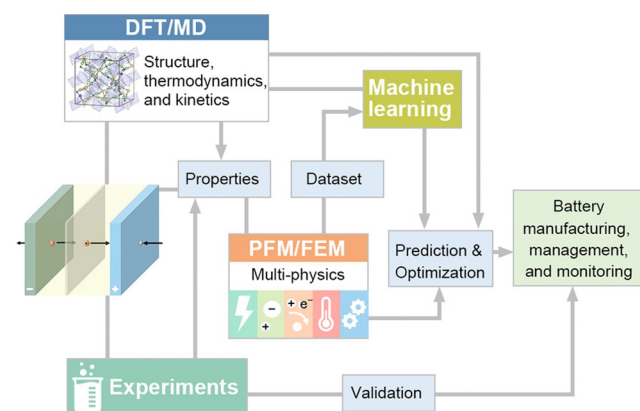 DFT/MD
Structure,
thermodynamics,
and kinetics
Machine
learning
Properties
Dataset
PFM/FEM
Multi-physics
− + + e⁻
Prediction &
Optimization
Battery
manufacturing,
management,
and monitoring
− +
Experiments
Validation